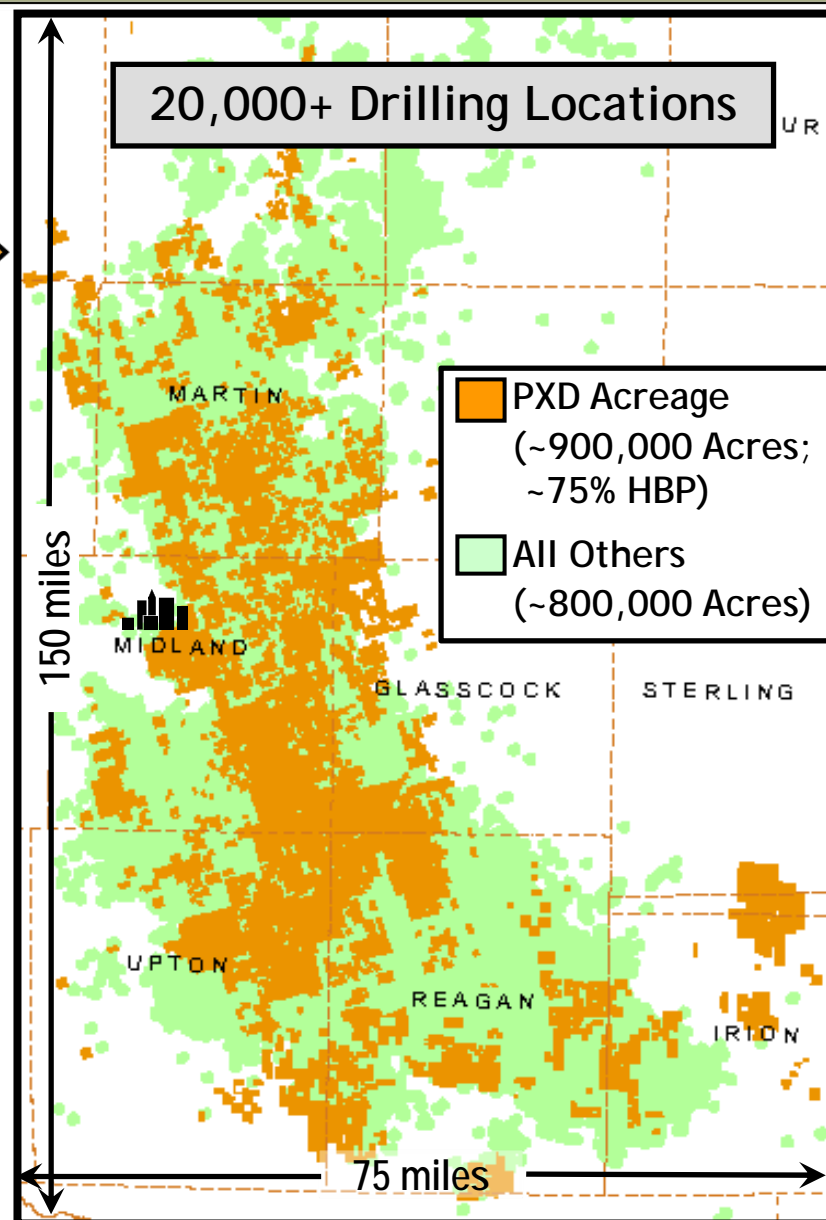 20,000+ Drilling Locations
UR
PXD Acreage
(~900,000 Acres;
~75% HBP)
All Others
(~800,000 Acres)
MARTIN
150 miles
MIDLAND
GLASSCOCK
STERLING
UPTON
REAGAN
IRION
75 miles